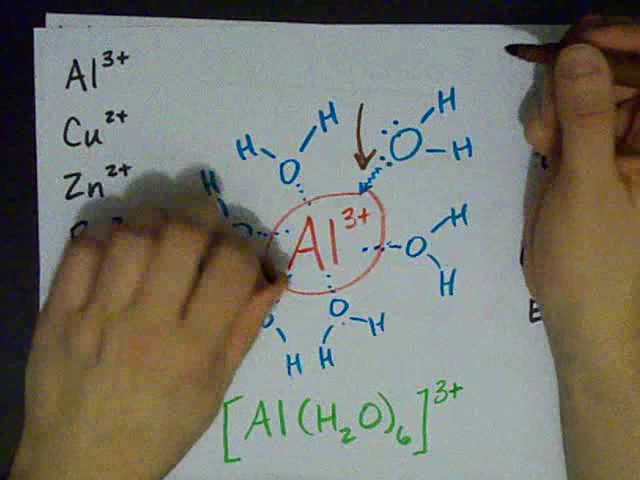 Al³⁺
Cu²⁺
Zn²⁺
H H O
O H H
H
Al³⁺
O H H
O H H
H
[Al(H₂O)₆]³⁺